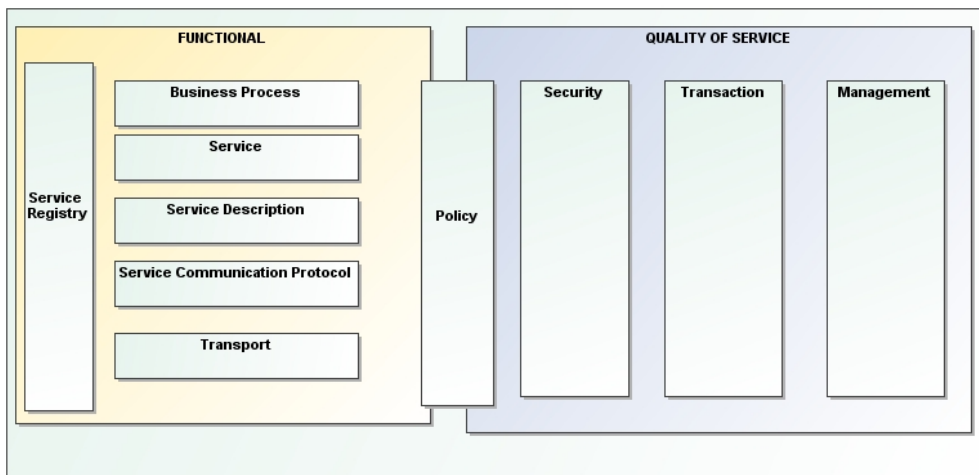 FUNCTIONAL
Service
Registry
Business Process
Service
Service Description
Service Communication Protocol
Transport
Policy
QUALITY OF SERVICE
Security
Transaction
Management